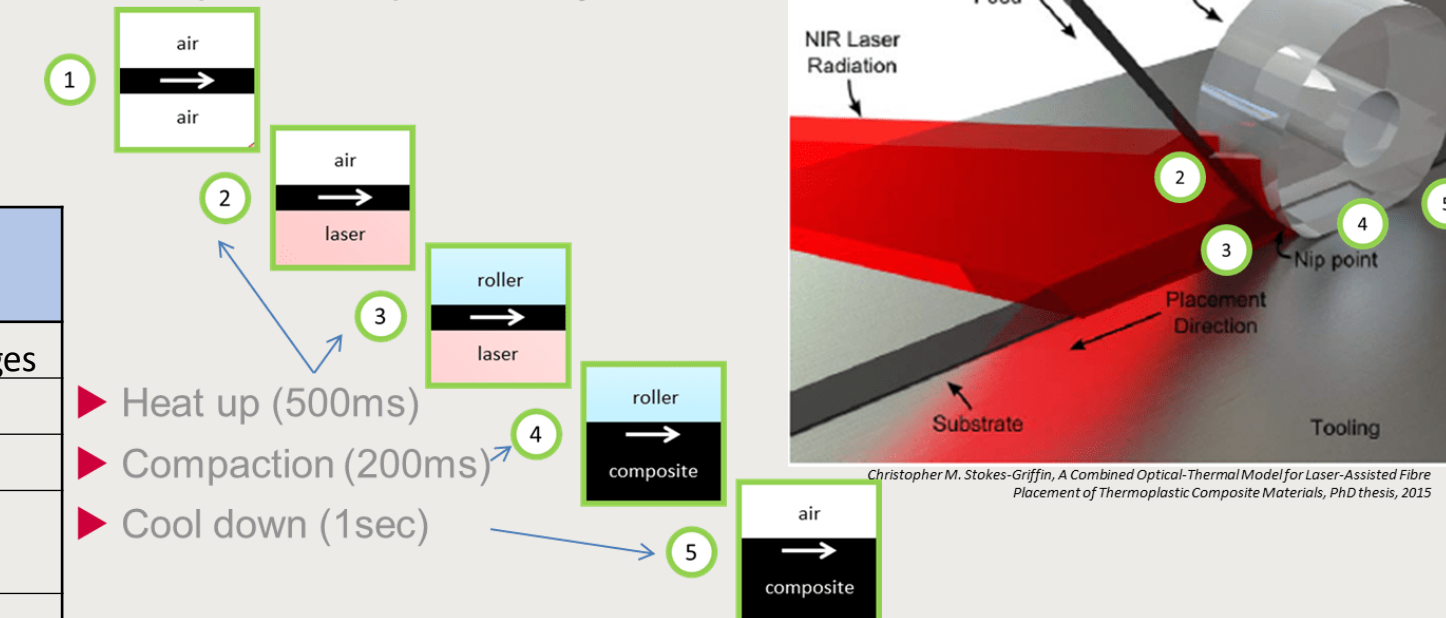 1
air
air
2
air
laser
3
roller
laser
Heat up (500ms)
Compaction (200ms)
Cool down (1sec)
4
roller
composite
5
air
composite
NIR Laser
Radiation
2
3
4
Nip point
Placement
Direction
Substrate
Tooling
Christopher M. Stokes-Griffin, A Combined Optical-Thermal Model for Laser-Assisted Fibre
Placement of Thermoplastic Composite Materials, PhD thesis, 2015